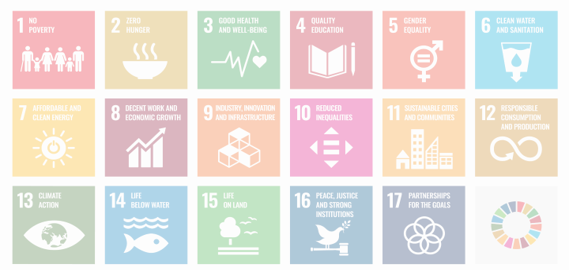 1 NO
POVERTY
2 ZERO
HUNGER
3 GOOD HEALTH
AND WELL-BEING
4 QUALITY
EDUCATION
5 GENDER
EQUALITY
6 CLEAN WATER
AND SANITATION
7 AFFORDABLE AND
CLEAN ENERGY
8 DECENT WORK AND
ECONOMIC GROWTH
9 INDUSTRY, INNOVATION
AND INFRASTRUCTURE
10 REDUCED
INEQUALITIES
11 SUSTAINABLE CITIES
AND COMMUNITIES
12 RESPONSIBLE
CONSUMPTION
AND PRODUCTION
13 CLIMATE
ACTION
14 LIFE
BELOW WATER
15 LIFE
ON LAND
16 PEACE, JUSTICE
AND STRONG
INSTITUTIONS
17 PARTNERSHIPS
FOR THE GOALS